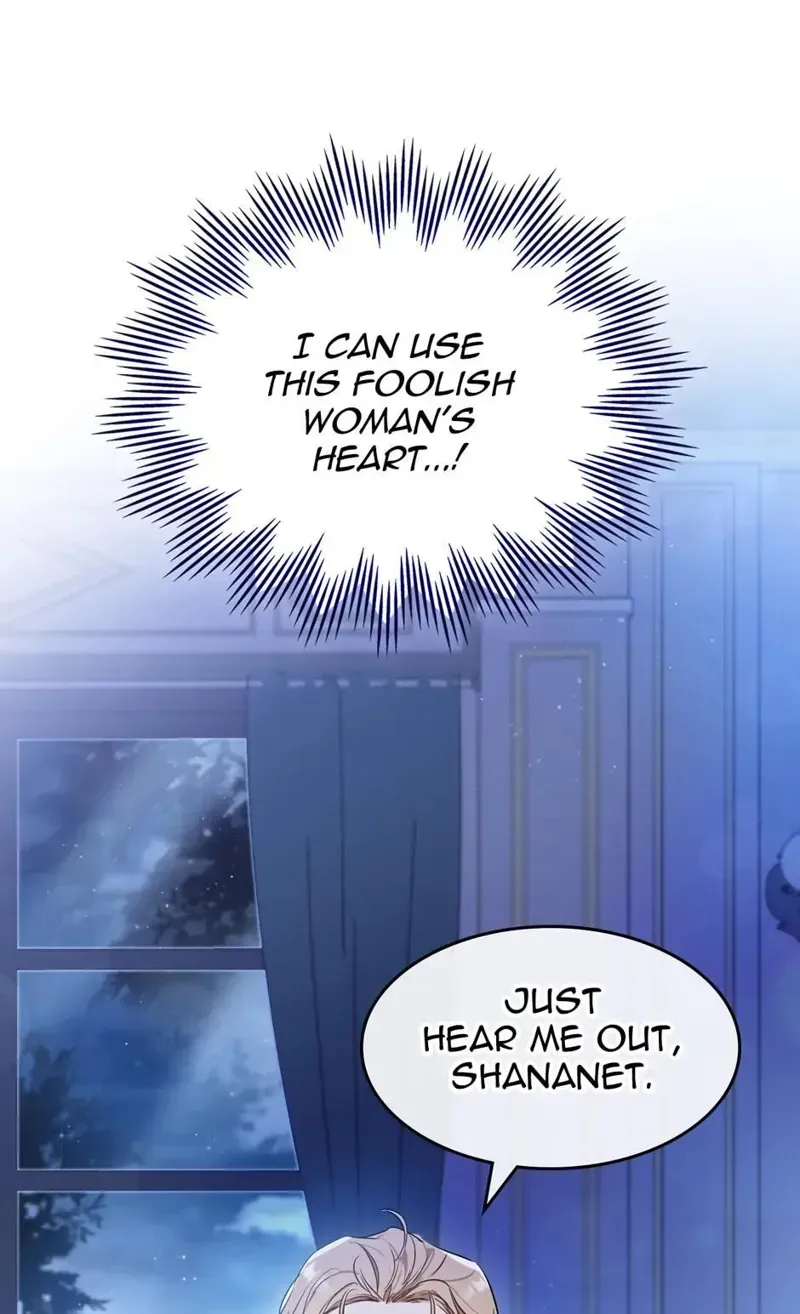 I CAN USE
THIS FOOLISH
WOMAN'S
HEART...!
JUST
HEAR ME OUT,
SHANANET.